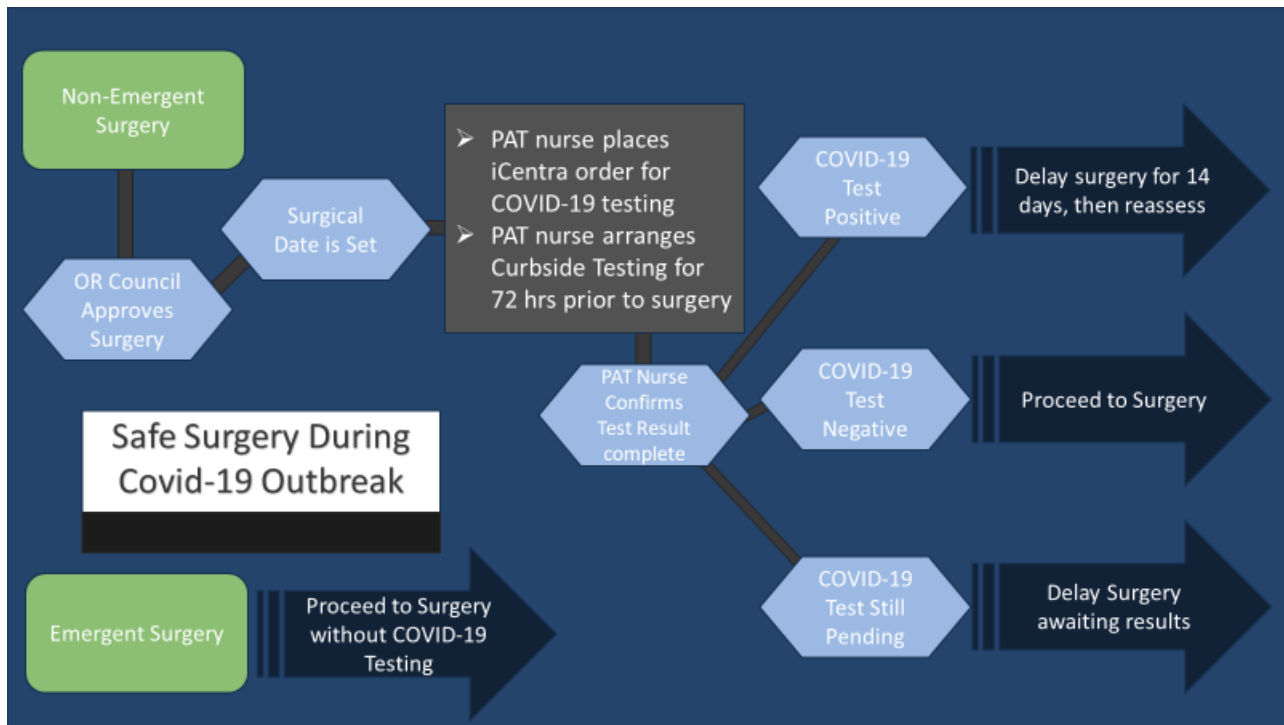 Non-Emergent
Surgery
OR Council
Approves
Surgery
Surgical
Date is Set
➢ PAT nurse places
iCentra order for
COVID-19 testing
➢ PAT nurse arranges
Curbside Testing for
72 hrs prior to surgery
PAT Nurse
Confirms
Test Result
complete
COVID-19
Test
Positive
Delay surgery for 14
days, then reassess
COVID-19
Test
Negative
Proceed to Surgery
COVID-19
Test Still
Pending
Delay Surgery
awaiting results
Safe Surgery During
Covid-19 Outbreak
Emergent Surgery
Proceed to Surgery
without COVID-19
Testing